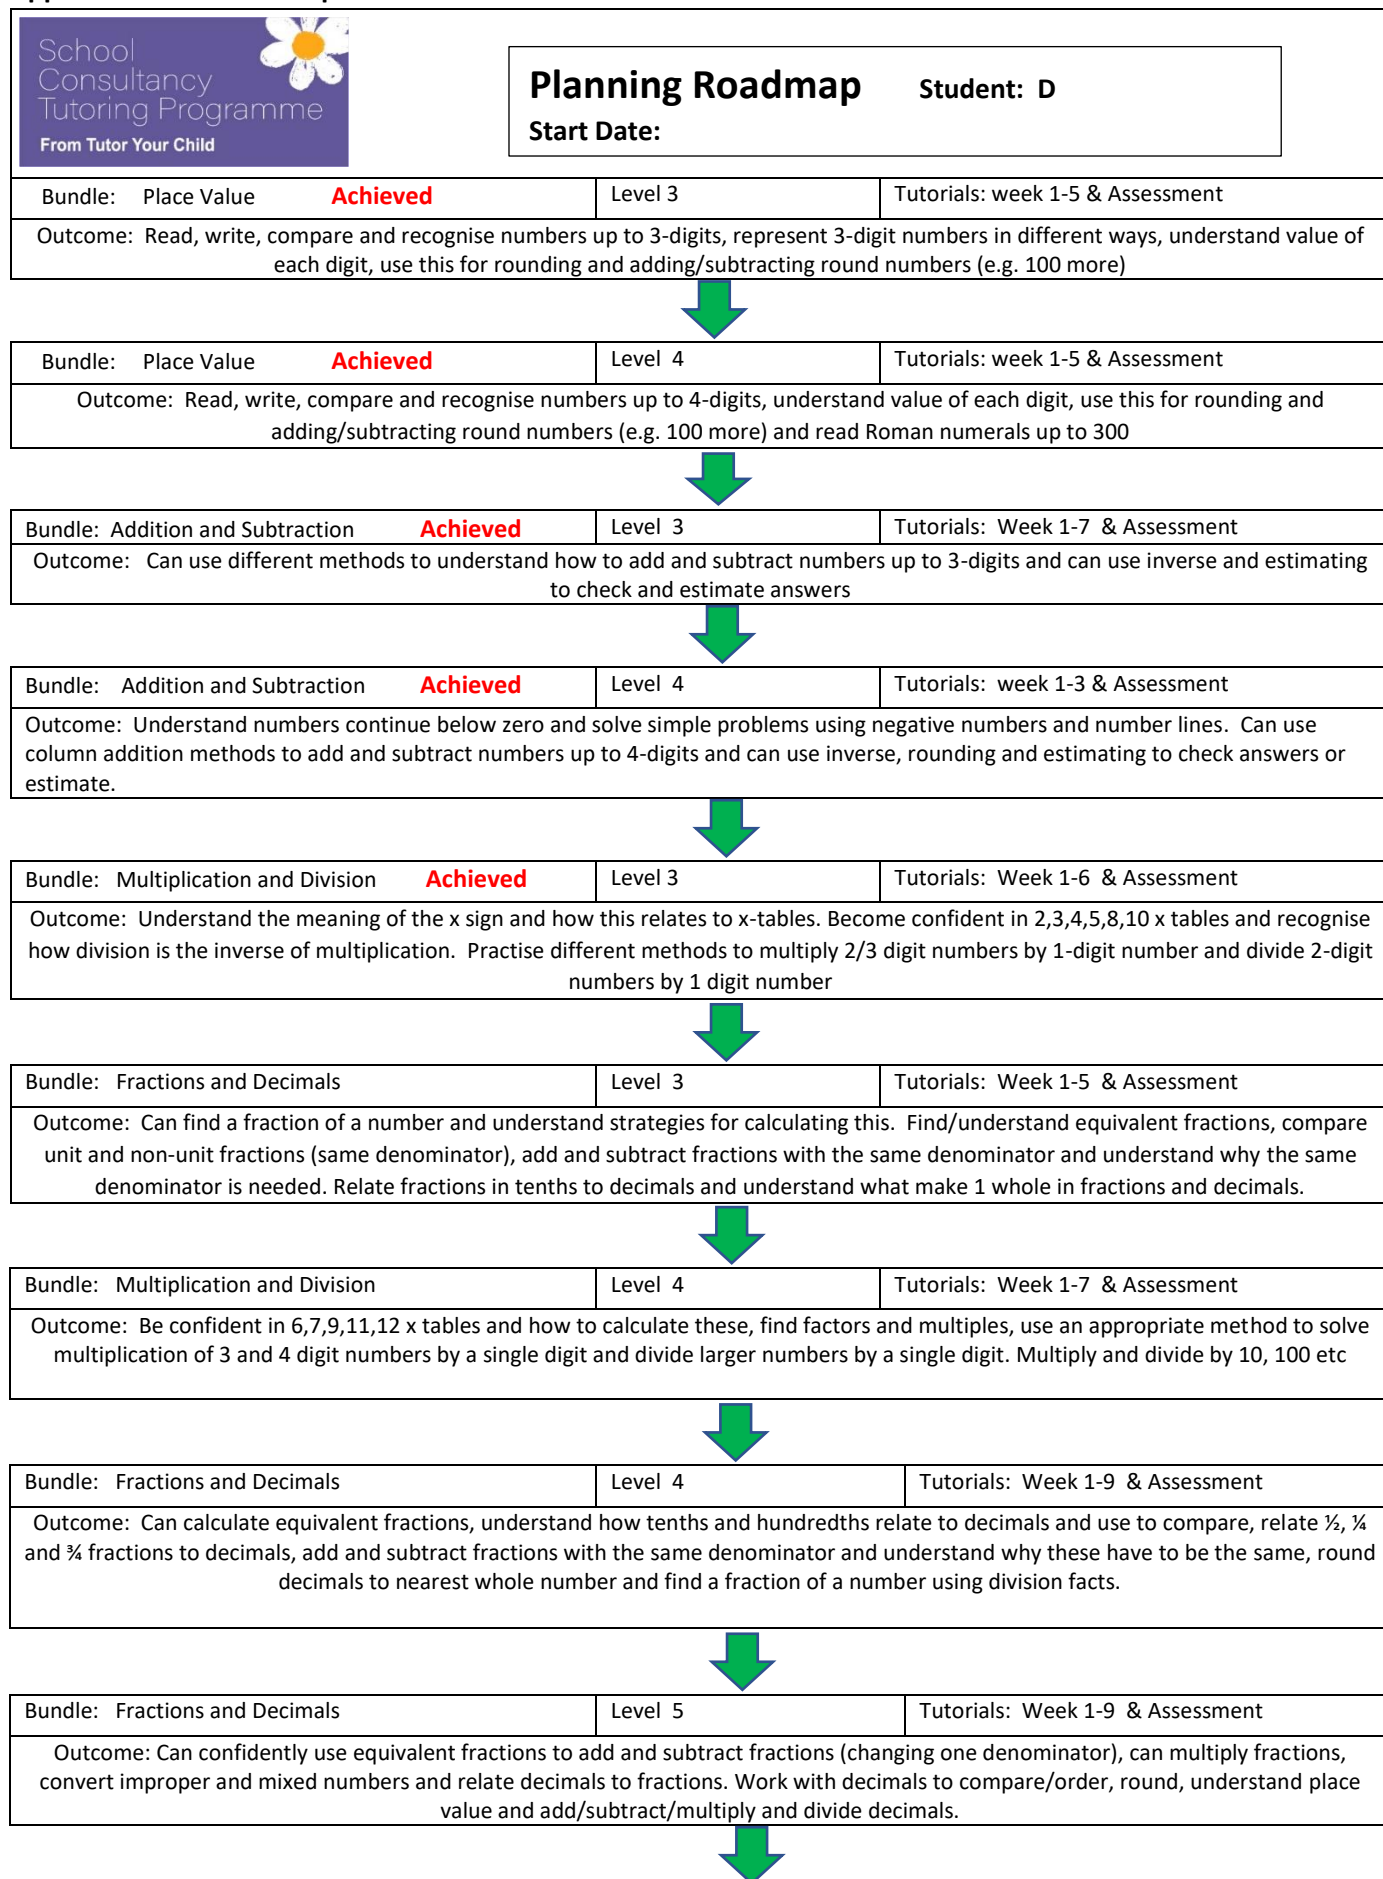 School
Consultancy
Tutoring Programme
From Tutor Your Child
Planning Roadmap Student: D
Start Date:
Bundle: Place Value Achieved Level 3 Tutorials: week 1-5 & Assessment
Outcome: Read, write, compare and recognise numbers up to 3-digits, represent 3-digit numbers in different ways, understand value of
each digit, use this for rounding and adding/subtracting round numbers (e.g. 100 more)
Bundle: Place Value Achieved Level 4 Tutorials: week 1-5 & Assessment
Outcome: Read, write, compare and recognise numbers up to 4-digits, understand value of each digit, use this for rounding and
adding/subtracting round numbers (e.g. 100 more) and read Roman numerals up to 300
Bundle: Addition and Subtraction Achieved Level 3 Tutorials: Week 1-7 & Assessment
Outcome: Can use different methods to understand how to add and subtract numbers up to 3-digits and can use inverse and estimating
to check and estimate answers
Bundle: Addition and Subtraction Achieved Level 4 Tutorials: week 1-3 & Assessment
Outcome: Understand numbers continue below zero and solve simple problems using negative numbers and number lines. Can use
column addition methods to add and subtract numbers up to 4-digits and can use inverse, rounding and estimating to check answers or
estimate.
Bundle: Multiplication and Division Achieved Level 3 Tutorials: Week 1-6 & Assessment
Outcome: Understand the meaning of the x sign and how this relates to x-tables. Become confident in 2,3,4,5,8,10 x tables and recognise
how division is the inverse of multiplication. Practise different methods to multiply 2/3 digit numbers by 1-digit number and divide 2-digit
numbers by 1 digit number
Bundle: Fractions and Decimals Level 3 Tutorials: Week 1-5 & Assessment
Outcome: Can find a fraction of a number and understand strategies for calculating this. Find/understand equivalent fractions, compare
unit and non-unit fractions (same denominator), add and subtract fractions with the same denominator and understand why the same
denominator is needed. Relate fractions in tenths to decimals and understand what make 1 whole in fractions and decimals.
Bundle: Multiplication and Division Level 4 Tutorials: Week 1-7 & Assessment
Outcome: Be confident in 6,7,9,11,12 x tables and how to calculate these, find factors and multiples, use an appropriate method to solve
multiplication of 3 and 4 digit numbers by a single digit and divide larger numbers by a single digit. Multiply and divide by 10, 100 etc
Bundle: Fractions and Decimals Level 4 Tutorials: Week 1-9 & Assessment
Outcome: Can calculate equivalent fractions, understand how tenths and hundredths relate to decimals and use to compare, relate ½, ¼
and ¾ fractions to decimals, add and subtract fractions with the same denominator and understand why these have to be the same, round
decimals to nearest whole number and find a fraction of a number using division facts.
Bundle: Fractions and Decimals Level 5 Tutorials: Week 1-9 & Assessment
Outcome: Can confidently use equivalent fractions to add and subtract fractions (changing one denominator), can multiply fractions,
convert improper and mixed numbers and relate decimals to fractions. Work with decimals to compare/order, round, understand place
value and add/subtract/multiply and divide decimals.